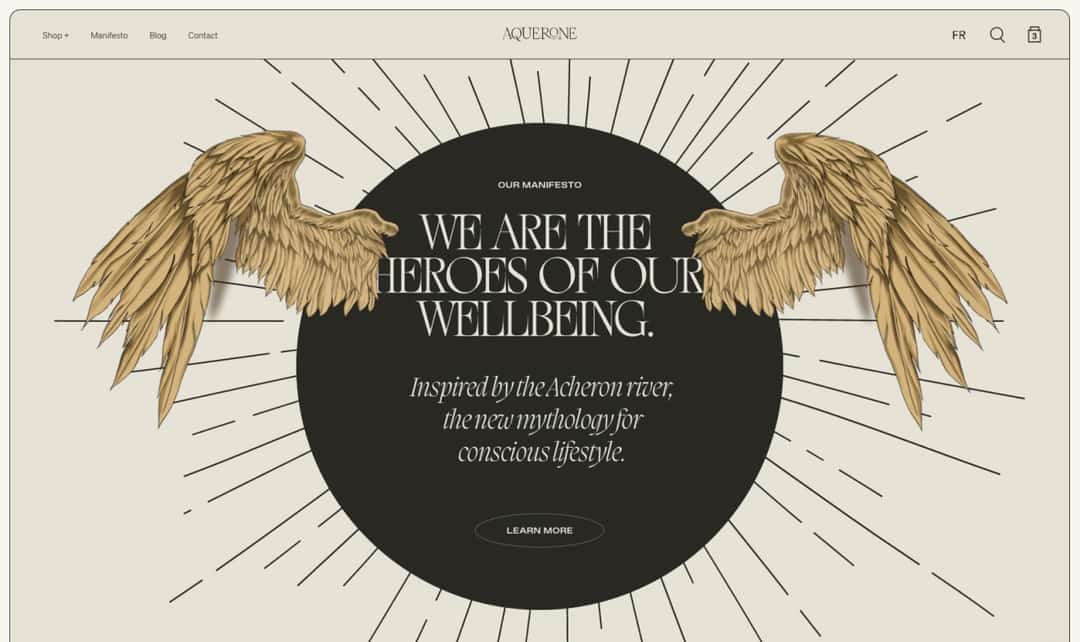 Shop +
Manifesto
Blog
Contact
AQUERONE
FR
3
OUR MANIFESTO
WE ARE THE
HEROES OF OUR
WELLBEING.
Inspired by the Acheron river,
the new mythology for
conscious lifestyle.
LEARN MORE